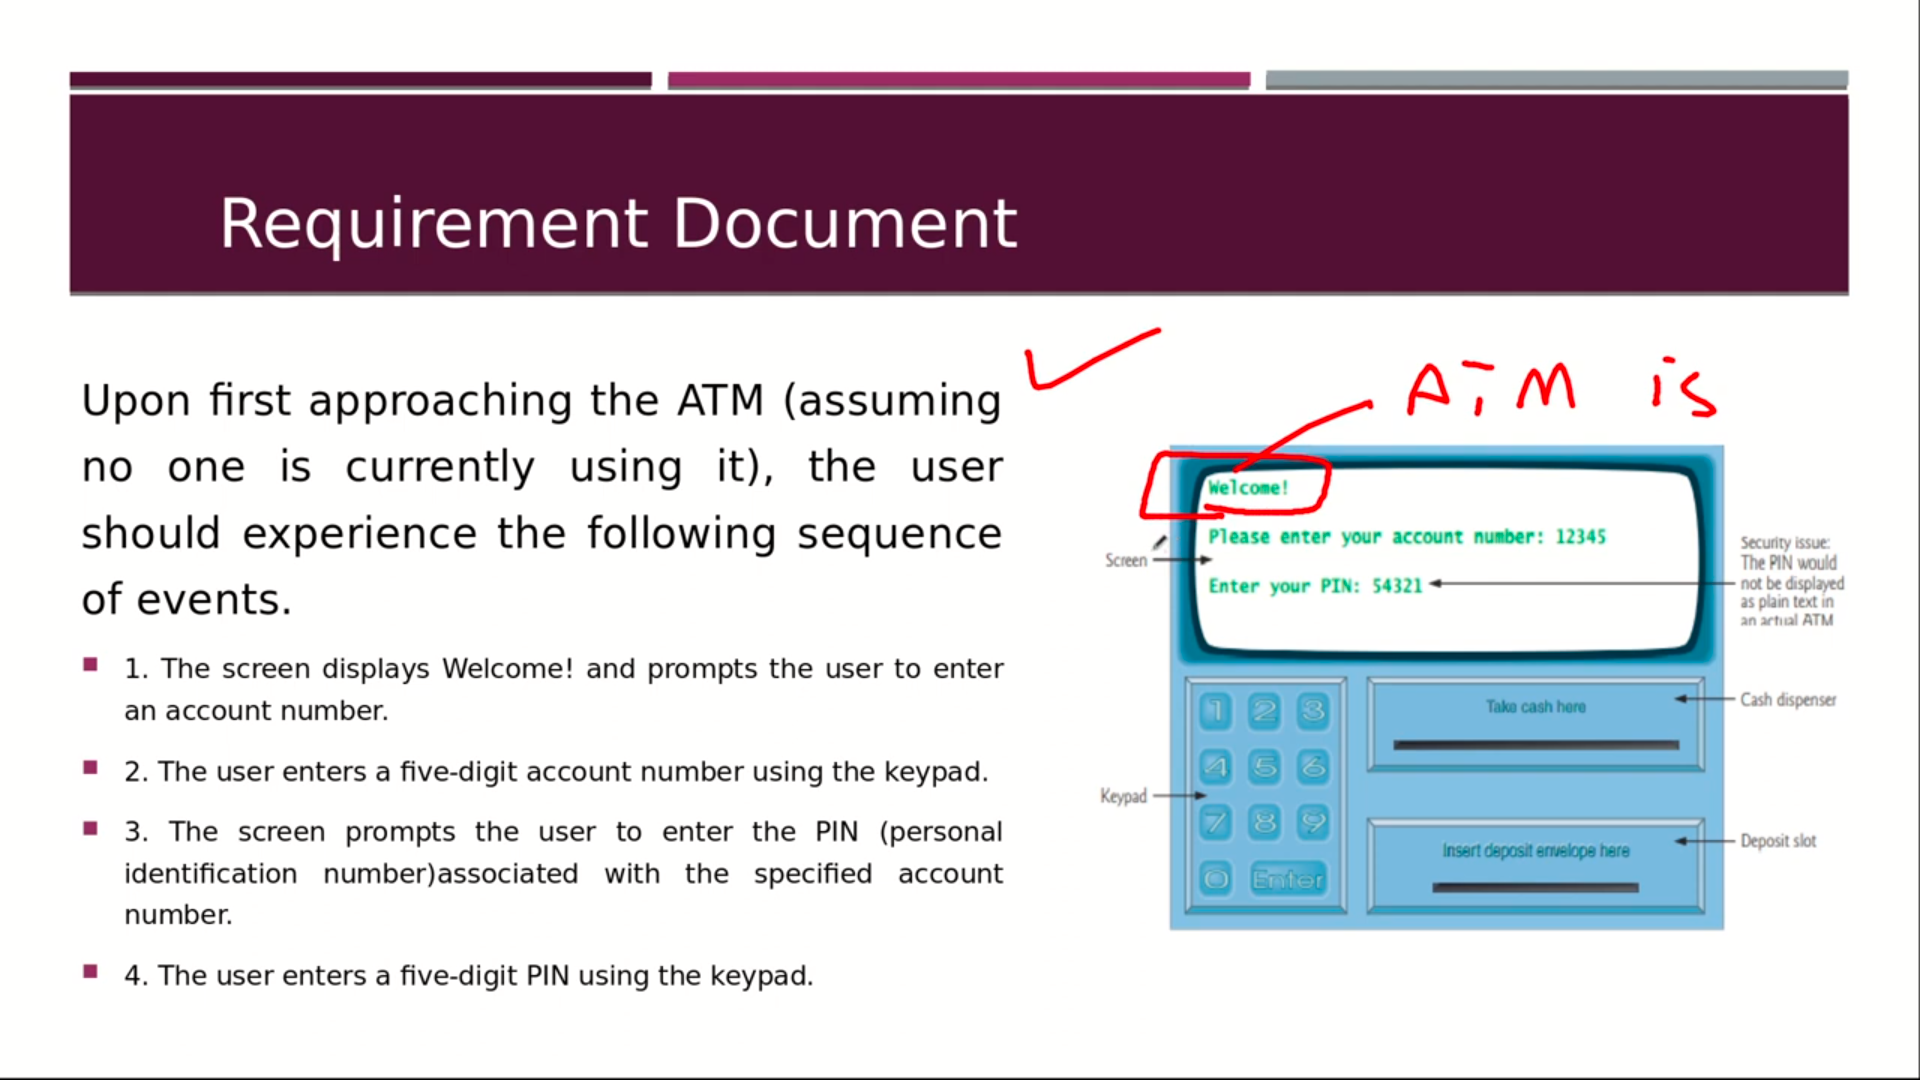 Requirement Document
Upon first approaching the ATM (assuming
no one is currently using it), the user
should experience the following sequence
of events.
1. The screen displays Welcome! and prompts the user to enter
an account number.
2. The user enters a five-digit account number using the keypad.
3. The screen prompts the user to enter the PIN (personal
identification number)associated with the specified account
number.
4. The user enters a five-digit PIN using the keypad.
ATM is
Welcome!
Please enter your account number: 12345
Enter your PIN: 54321
Screen
Security issue:
The PIN would
not be displayed
as plain text in
an actual ATM
1 2 3
4 5 6
7 8 9
0 Enter
Keypad
Take cash here
Cash dispenser
Insert deposit envelope here
Deposit slot